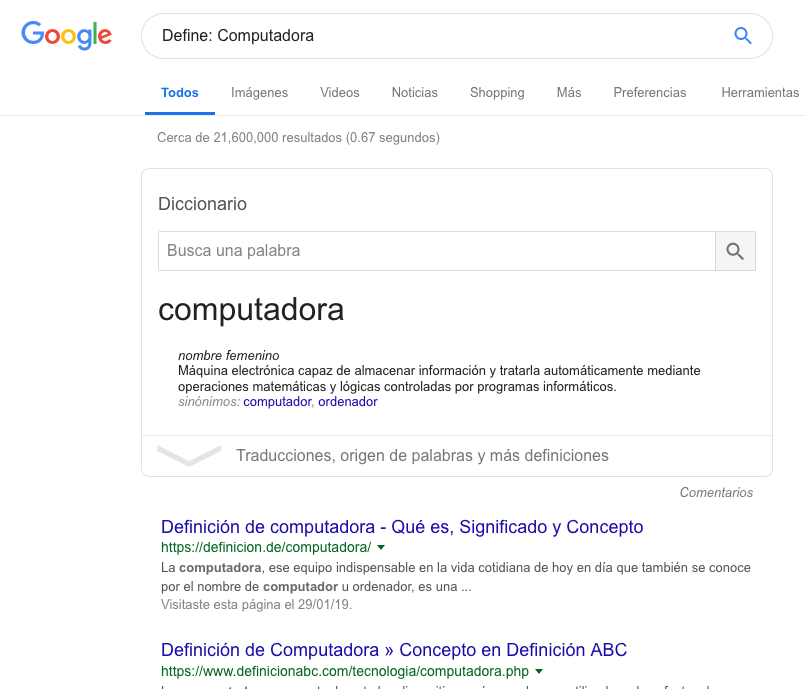 Google
Define: Computadora
Todos Imágenes Videos Noticias Shopping Más Preferencias Herramientas
Cerca de 21,600,000 resultados (0.67 segundos)
Diccionario
Busca una palabra
computadora
nombre femenino
Máquina electrónica capaz de almacenar información y tratarla automáticamente mediante
operaciones matemáticas y lógicas controladas por programas informáticos.
sinónimos: computador, ordenador
Traducciones, origen de palabras y más definiciones
Comentarios
Definición de computadora - Qué es, Significado y Concepto
https://definicion.de/computadora/
La computadora, ese equipo indispensable en la vida cotidiana de hoy en día que también se conoce
por el nombre de computador u ordenador, es una ...
Visitaste esta página el 29/01/19.
Definición de Computadora » Concepto en Definición ABC
https://www.definicionabc.com/tecnologia/computadora.php